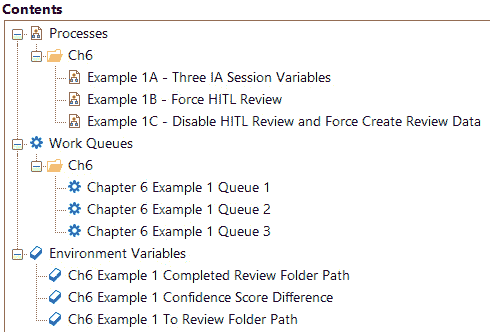 Contents
Processes
Ch6
Example 1A - Three IA Session Variables
Example 1B - Force HITL Review
Example 1C - Disable HITL Review and Force Create Review Data
Work Queues
Ch6
Chapter 6 Example 1 Queue 1
Chapter 6 Example 1 Queue 2
Chapter 6 Example 1 Queue 3
Environment Variables
Ch6 Example 1 Completed Review Folder Path
Ch6 Example 1 Confidence Score Difference
Ch6 Example 1 To Review Folder Path